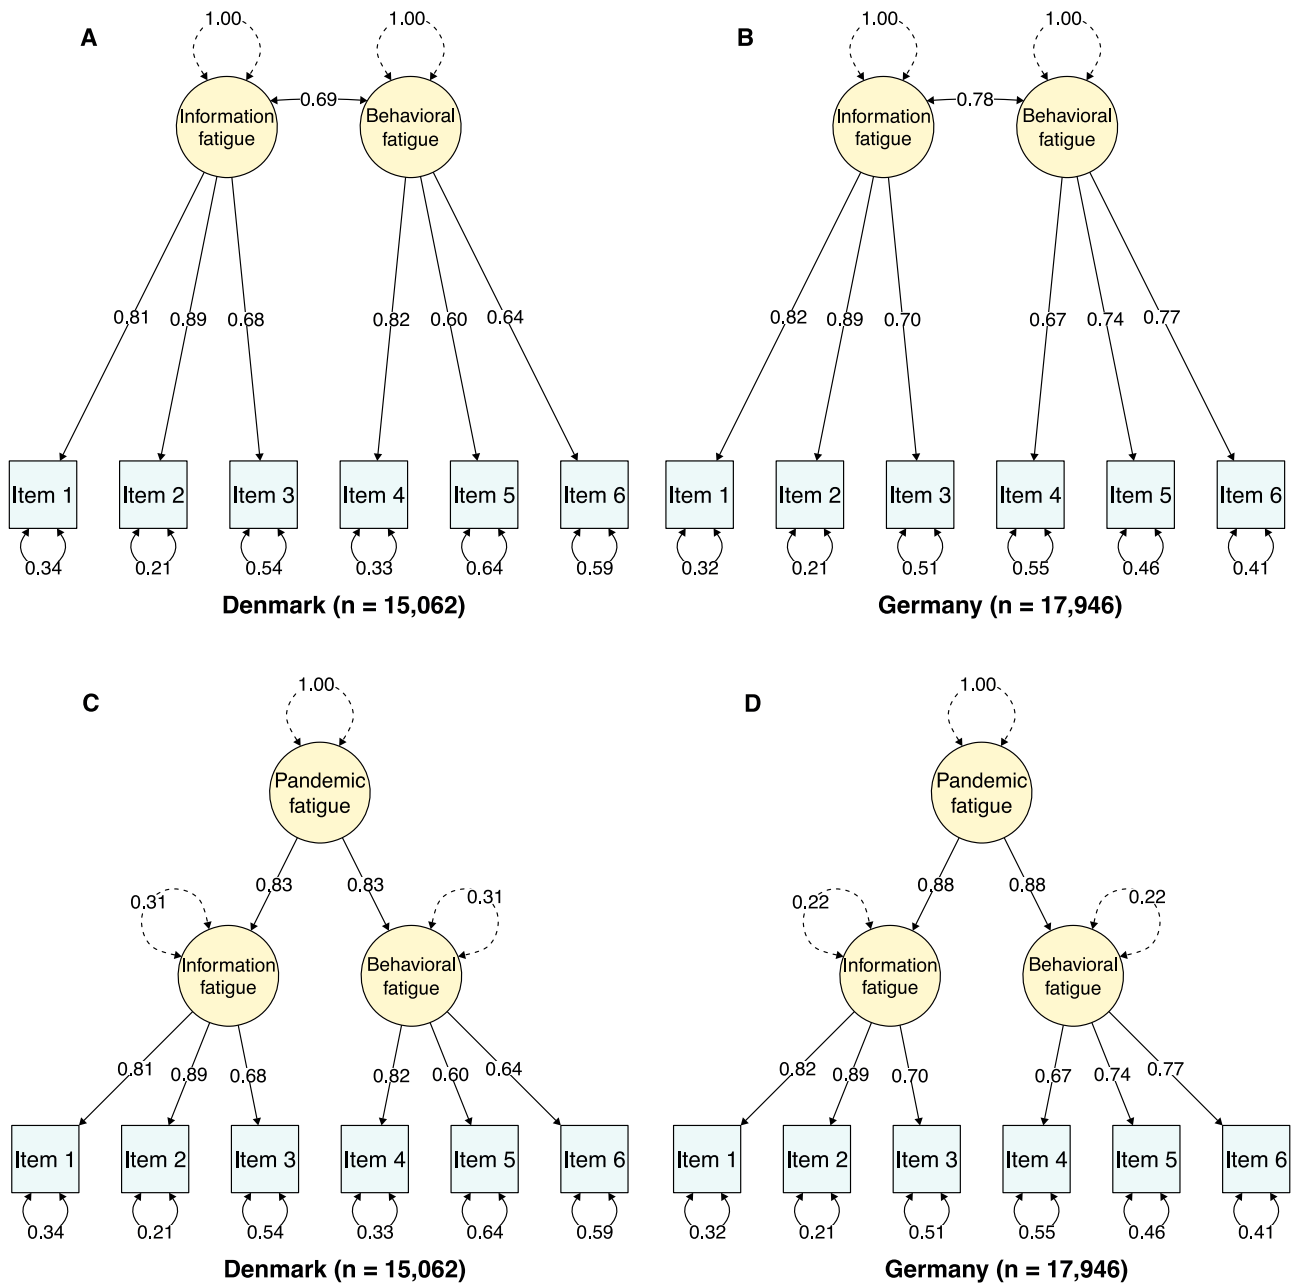 A
1.00
1.00
0.69
Information
fatigue
Behavioral
fatigue
0.81
0.89
0.68
0.82
0.60
0.64
Item 1
Item 2
Item 3
Item 4
Item 5
Item 6
0.34
0.21
0.54
0.33
0.64
0.59
Denmark (n = 15,062)
B
1.00
1.00
0.78
Information
fatigue
Behavioral
fatigue
0.82
0.89
0.70
0.67
0.74
0.77
Item 1
Item 2
Item 3
Item 4
Item 5
Item 6
0.32
0.21
0.51
0.55
0.46
0.41
Germany (n = 17,946)
C
1.00
Pandemic
fatigue
0.83
0.83
0.31
0.31
Information
fatigue
Behavioral
fatigue
0.81
0.89
0.68
0.82
0.60
0.64
Item 1
Item 2
Item 3
Item 4
Item 5
Item 6
0.34
0.21
0.54
0.33
0.64
0.59
Denmark (n = 15,062)
D
1.00
Pandemic
fatigue
0.88
0.88
0.22
0.22
Information
fatigue
Behavioral
fatigue
0.82
0.89
0.70
0.67
0.74
0.77
Item 1
Item 2
Item 3
Item 4
Item 5
Item 6
0.32
0.21
0.51
0.55
0.46
0.41
Germany (n = 17,946)